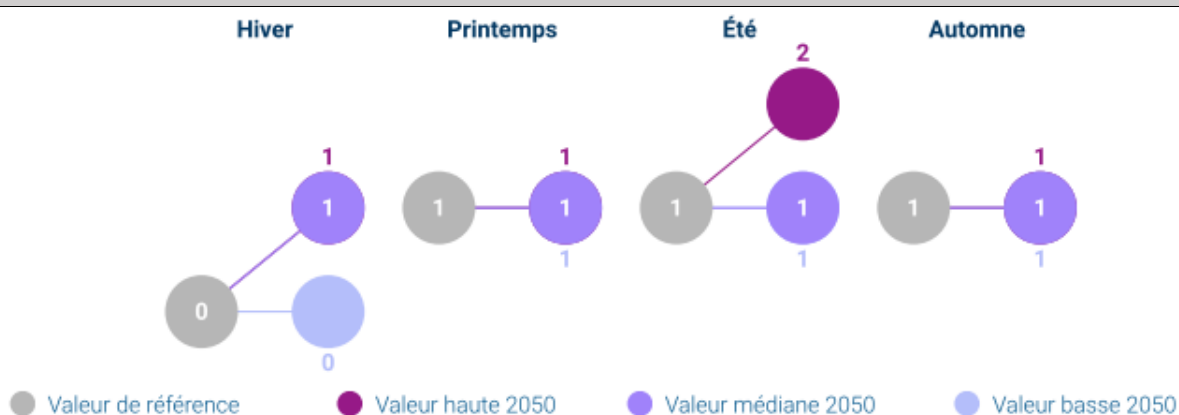 Hiver Printemps Été Automne
2
1 1 1
1 1 1 1 1 1 1
1 1 1
0
0
Valeur de référence Valeur haute 2050 Valeur médiane 2050 Valeur basse 2050